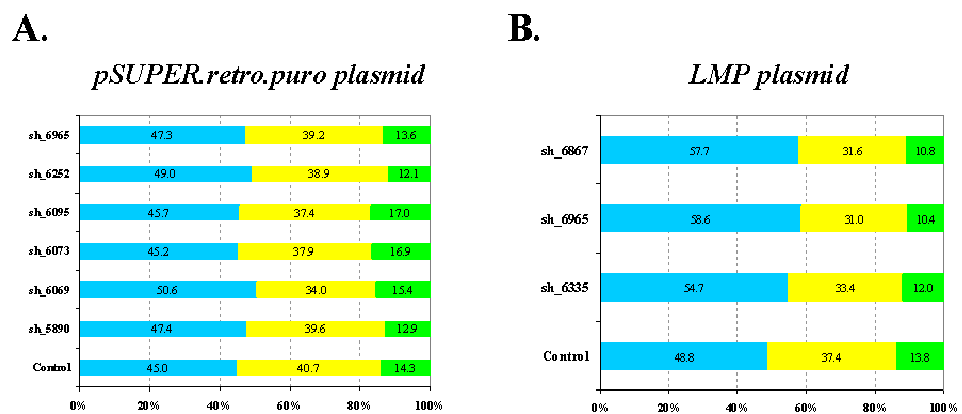 A.
B.
pSUPER.retro.puro plasmid
LMP plasmid
sh_6965 47.3 39.2 13.6
sh_6252 49.0 38.9 12.1
sh_6095 45.7 37.4 17.0
sh_6073 45.2 37.9 16.9
sh_6069 50.6 34.0 15.4
sh_5890 47.4 39.6 12.9
Control 45.0 40.7 14.3
0% 20% 40% 60% 80% 100%
sh_6867 57.7 31.6 10.8
sh_6965 58.6 31.0 10.4
sh_6335 54.7 33.4 12.0
Control 48.8 37.4 13.8
0% 20% 40% 60% 80% 100%